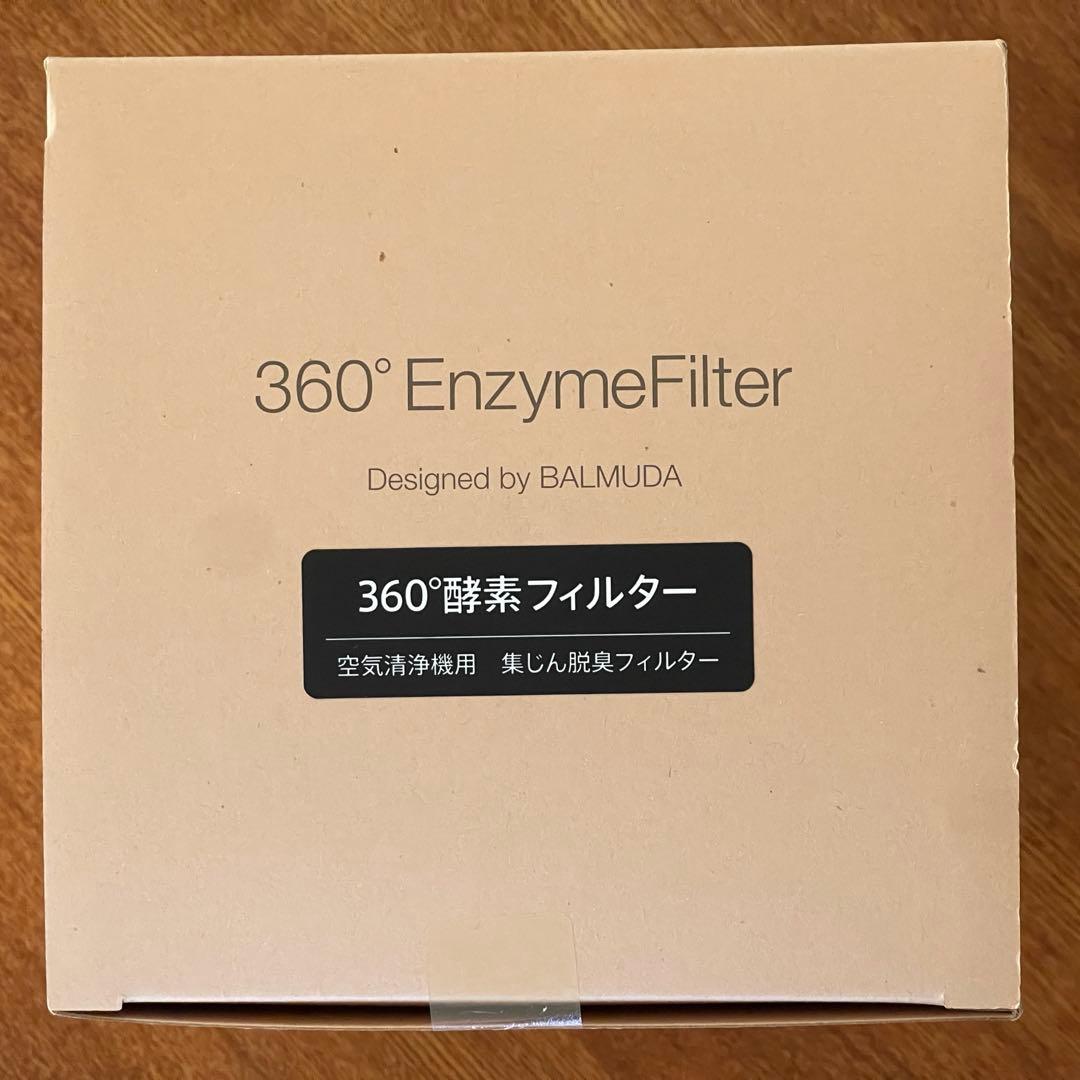 360° EnzymeFilter
Designed by BALMUDA
360°酵素フィルター
空気清浄機用　集じん脱臭フィルター